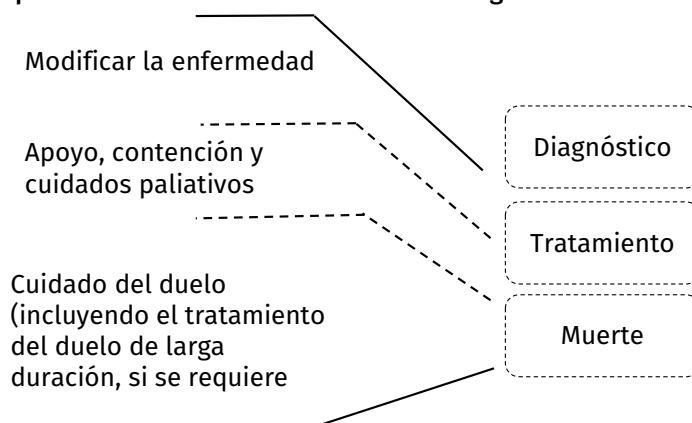 Modificar la enfermedad
Apoyo, contención y
cuidados paliativos
Cuidado del duelo
(incluyendo el tratamiento
del duelo de larga
duración, si se requiere
Diagnóstico
Tratamiento
Muerte